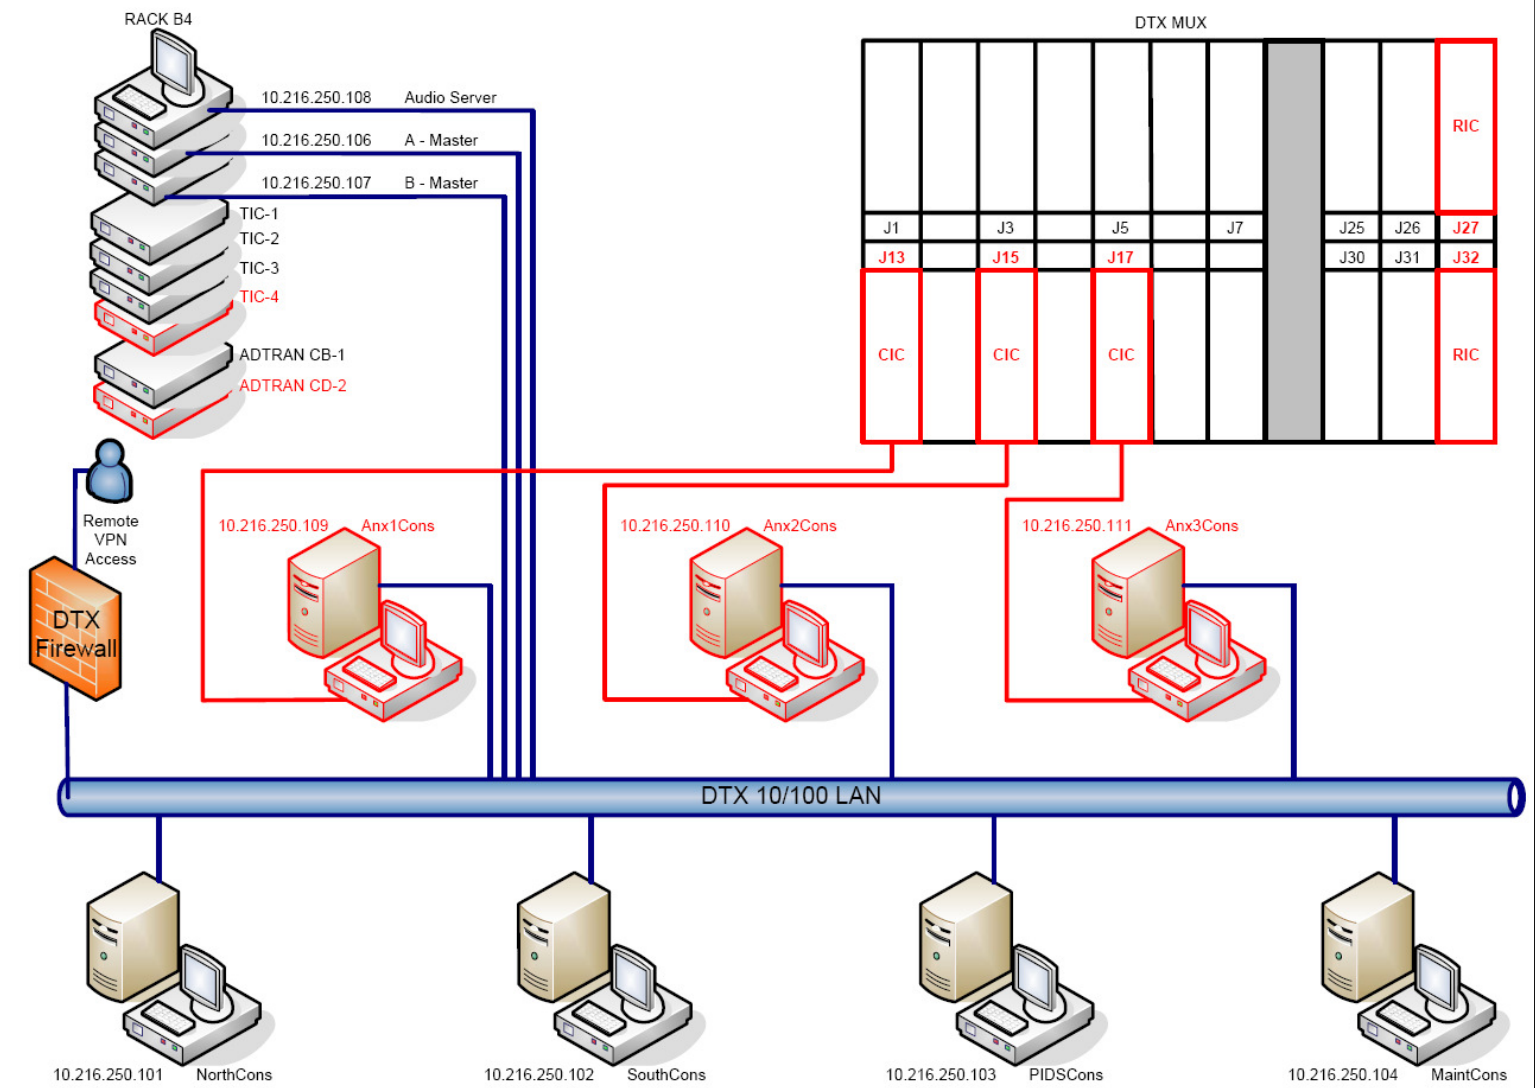 RACK B4
DTX MUX
10.216.250.108 Audio Server
10.216.250.106 A - Master
10.216.250.107 B - Master
TIC-1
TIC-2
TIC-3
TIC-4
ADTRAN CB-1
ADTRAN CD-2
RIC
J1 J3 J5 J7 J25 J26 J27
J13 J15 J17 J30 J31 J32
CIC CIC CIC RIC
Remote
VPN
Access
DTX
Firewall
10.216.250.109 Anx1Cons
10.216.250.110 Anx2Cons
10.216.250.111 Anx3Cons
DTX 10/100 LAN
10.216.250.101 NorthCons
10.216.250.102 SouthCons
10.216.250.103 PIDSCons
10.216.250.104 MaintCons